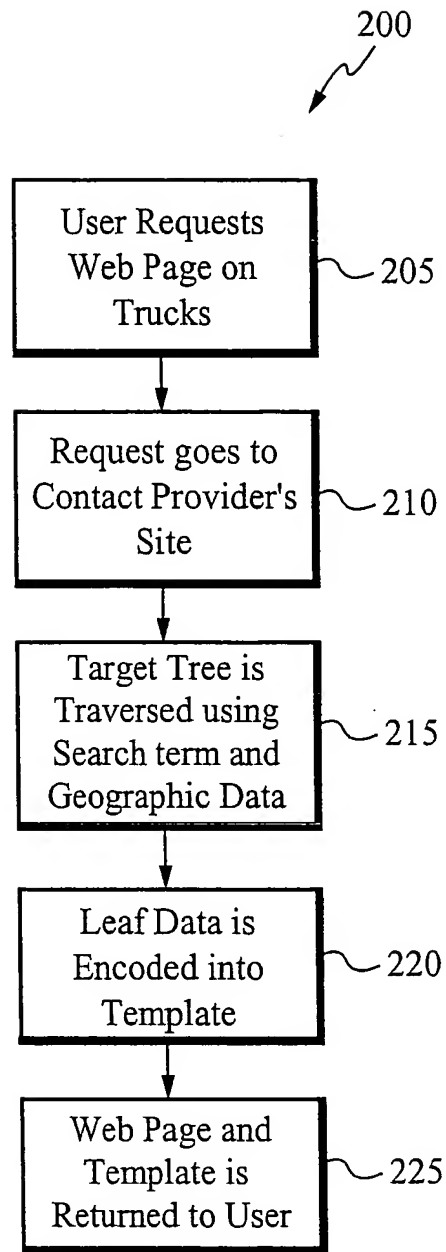 200
User Requests
Web Page on
Trucks
205
Request goes to
Contact Provider's
Site
210
Target Tree is
Traversed using
Search term and
Geographic Data
215
Leaf Data is
Encoded into
Template
220
Web Page and
Template is
Returned to User
225